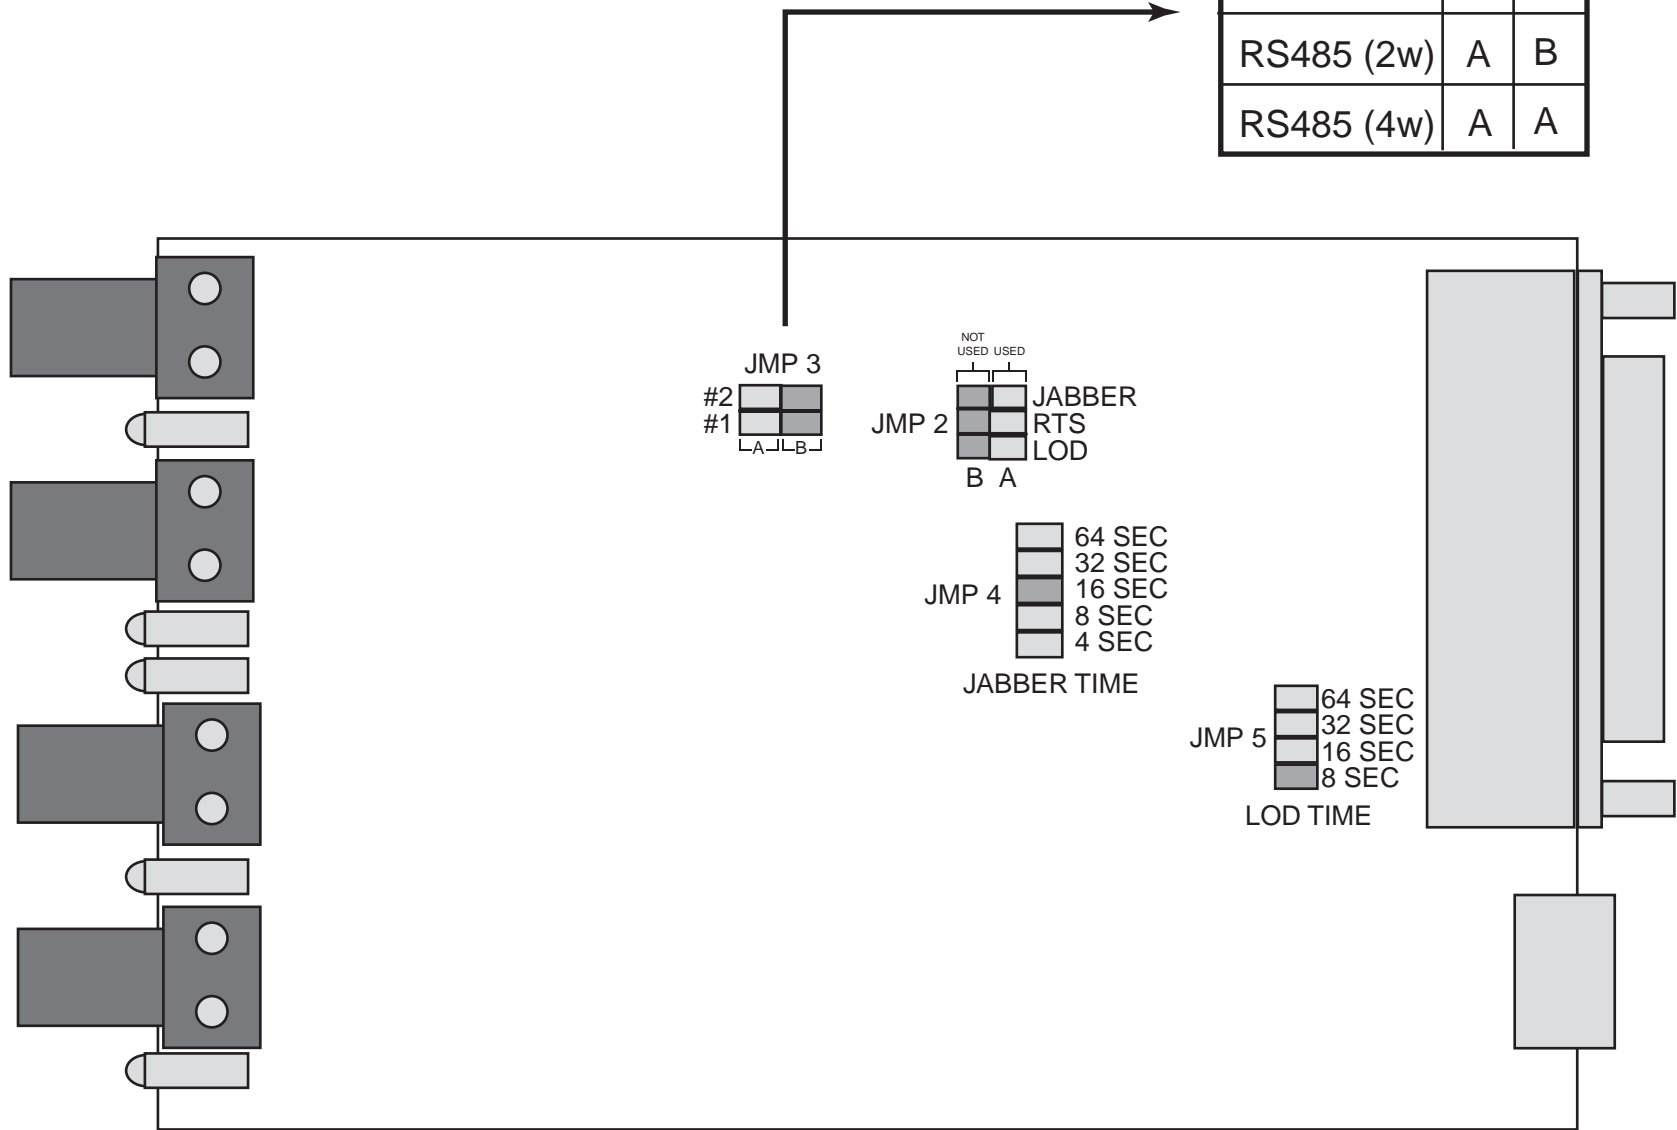 RS485 (2w) A B
RS485 (4w) A A
JMP 3
#2
#1
A B
NOT
USED USED
JMP 2
JABBER
RTS
LOD
B A
JMP 4
64 SEC
32 SEC
16 SEC
8 SEC
4 SEC
JABBER TIME
JMP 5
64 SEC
32 SEC
16 SEC
8 SEC
LOD TIME